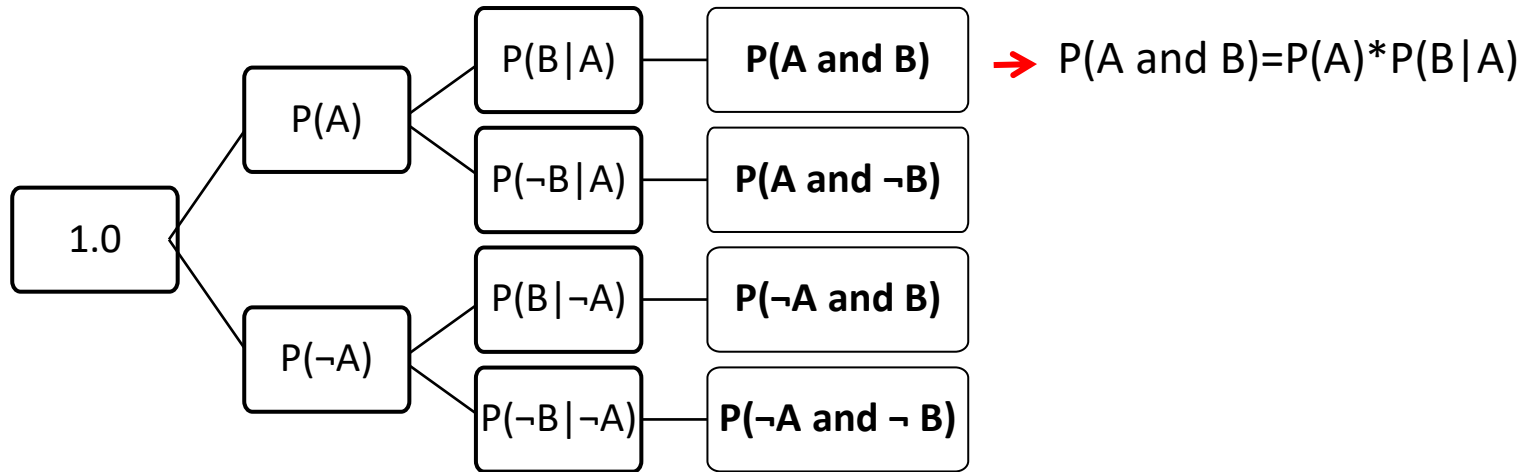 P(B|A)
P(A and B)
P(A and B)=P(A)*P(B|A)
P(A)
P(¬B|A)
P(A and ¬B)
1.0
P(B|¬A)
P(¬A and B)
P(¬A)
P(¬B|¬A)
P(¬A and ¬ B)